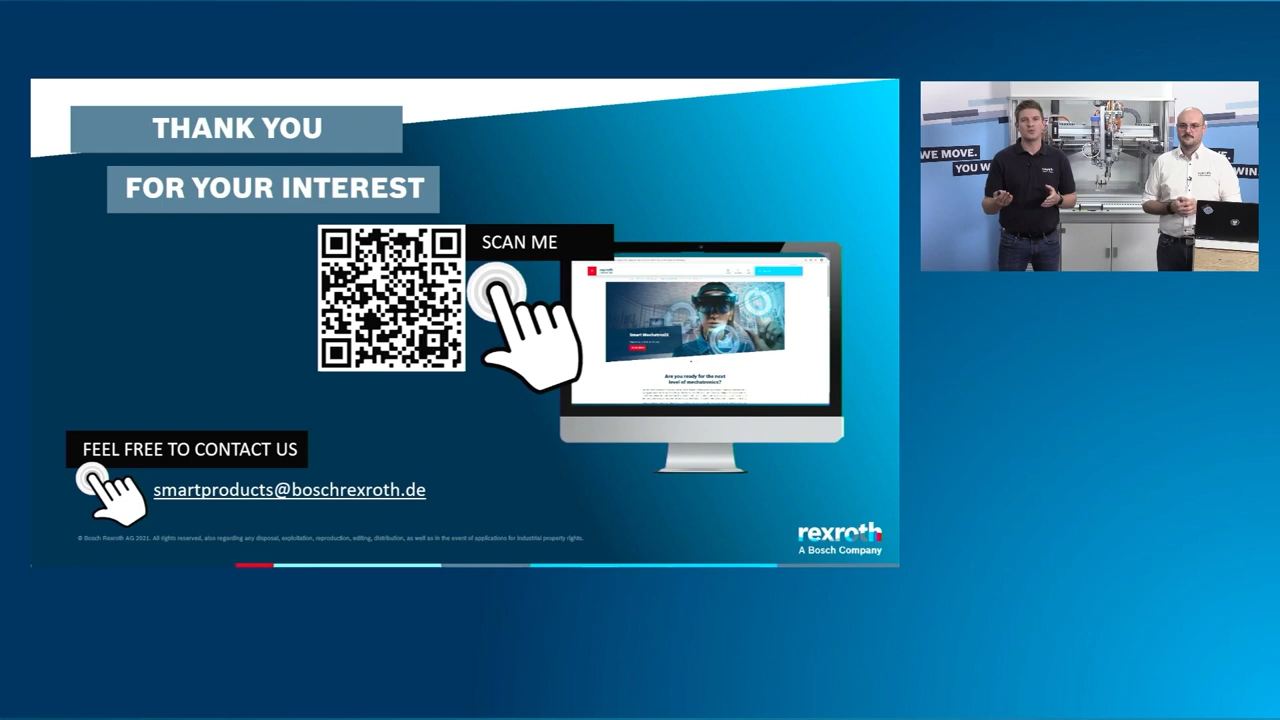 THANK YOU
FOR YOUR INTEREST
SCAN ME
rexroth
Smart Mechatronix
Are you ready for the next
level of mechatronics?
FEEL FREE TO CONTACT US
smartproducts@boschrexroth.de
© Bosch Rexroth AG 2021. All rights reserved, also regarding any disposal, exploitation, reproduction, editing, distribution, as well as in the event of applications for industrial property rights.
rexroth
A Bosch Company
WE MOVE.
YOU W
WIN.